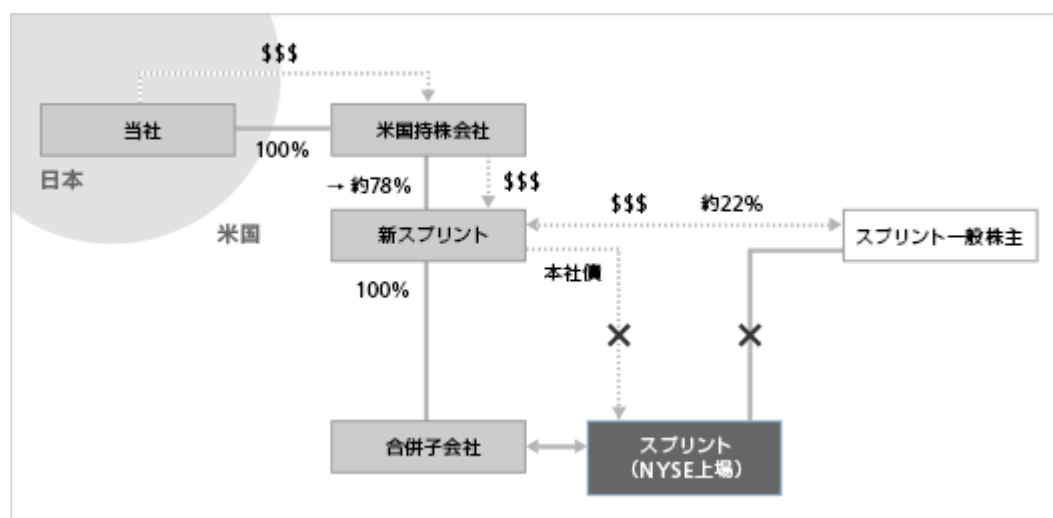 $$$
当社
米国持株会社
100%
日本
→ 約78%
$$$
$$$
約22%
米国
新スプリント
スプリント一般株主
本社債
100%
合併子会社
スプリント
（NYSE上場）